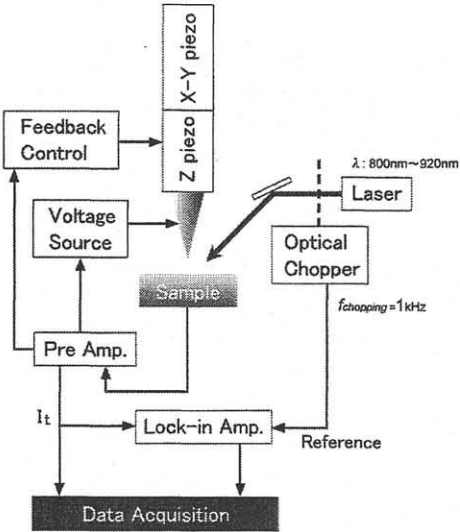 X-Y piezo
Z piezo
Feedback
Control
λ : 800nm～920nm
Laser
Voltage
Source
Optical
Chopper
Sample
fchopping=1kHz
Pre Amp.
It
Lock-in Amp.
Reference
Data Acquisition